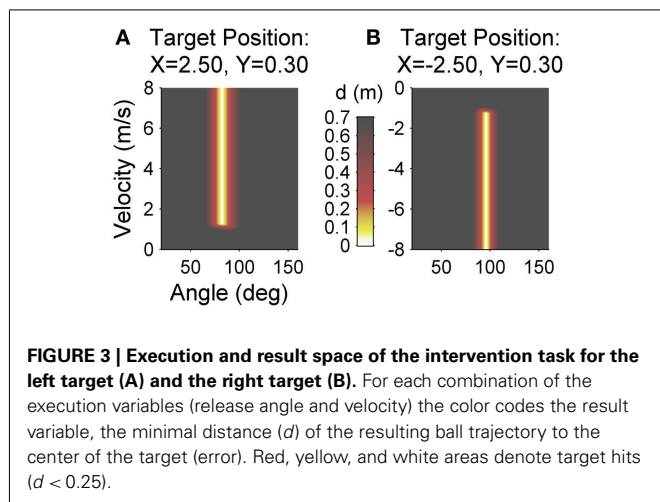 A Target Position:
X=2.50, Y=0.30
B Target Position:
X=-2.50, Y=0.30
Velocity (m/s)
8
6
4
2
0
50 100 150
Angle (deg)
d (m)
0.7
0.6
0.5
0.4
0.3
0.2
0.1
0
0
-2
-4
-6
-8
50 100 150
FIGURE 3 | Execution and result space of the intervention task for the
left target (A) and the right target (B). For each combination of the
execution variables (release angle and velocity) the color codes the result
variable, the minimal distance (d) of the resulting ball trajectory to the
center of the target (error). Red, yellow, and white areas denote target hits
(d < 0.25).